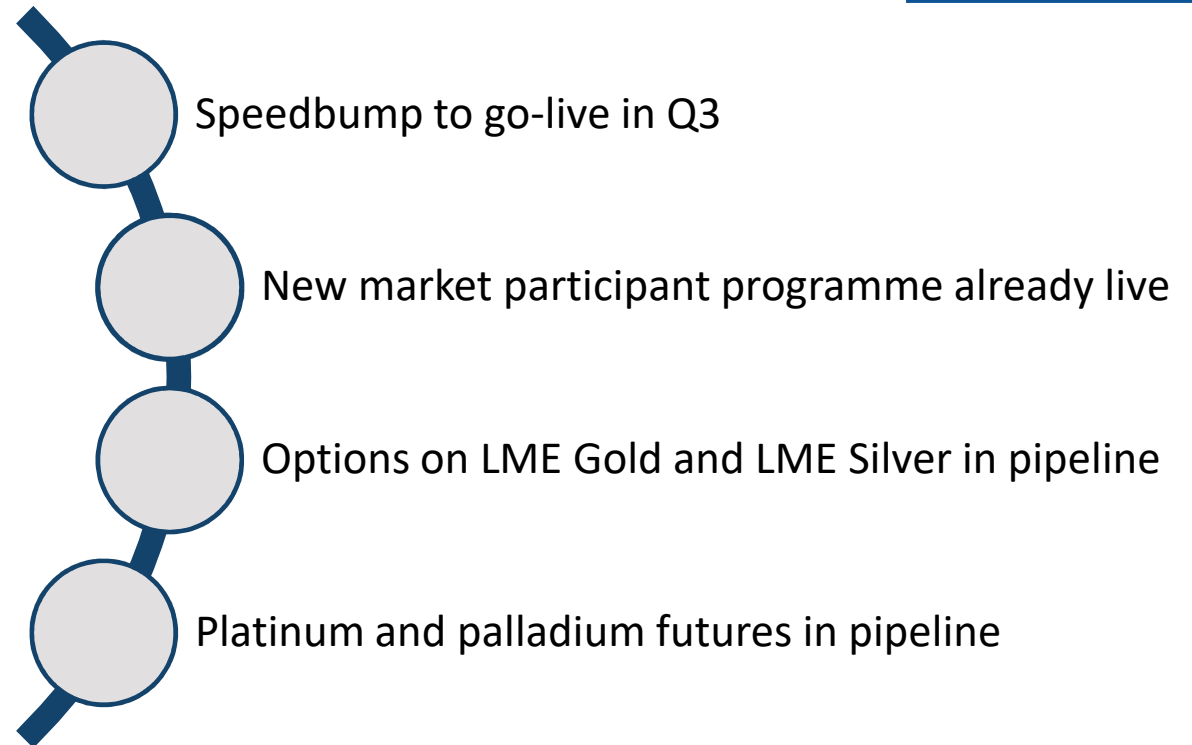 Speedbump to go-live in Q3
New market participant programme already live
Options on LME Gold and LME Silver in pipeline
Platinum and palladium futures in pipeline